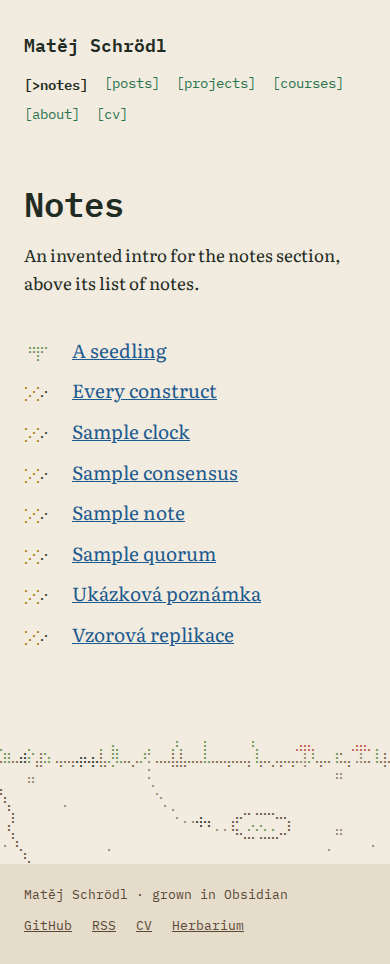 Matěj Schrödl
[>notes] [posts] [projects] [courses]
[about] [cv]
Notes
An invented intro for the notes section,
above its list of notes.
A seedling
Every construct
Sample clock
Sample consensus
Sample note
Sample quorum
Ukázková poznámka
Vzorová replikace
Matěj Schrödl · grown in Obsidian
GitHub RSS CV Herbarium